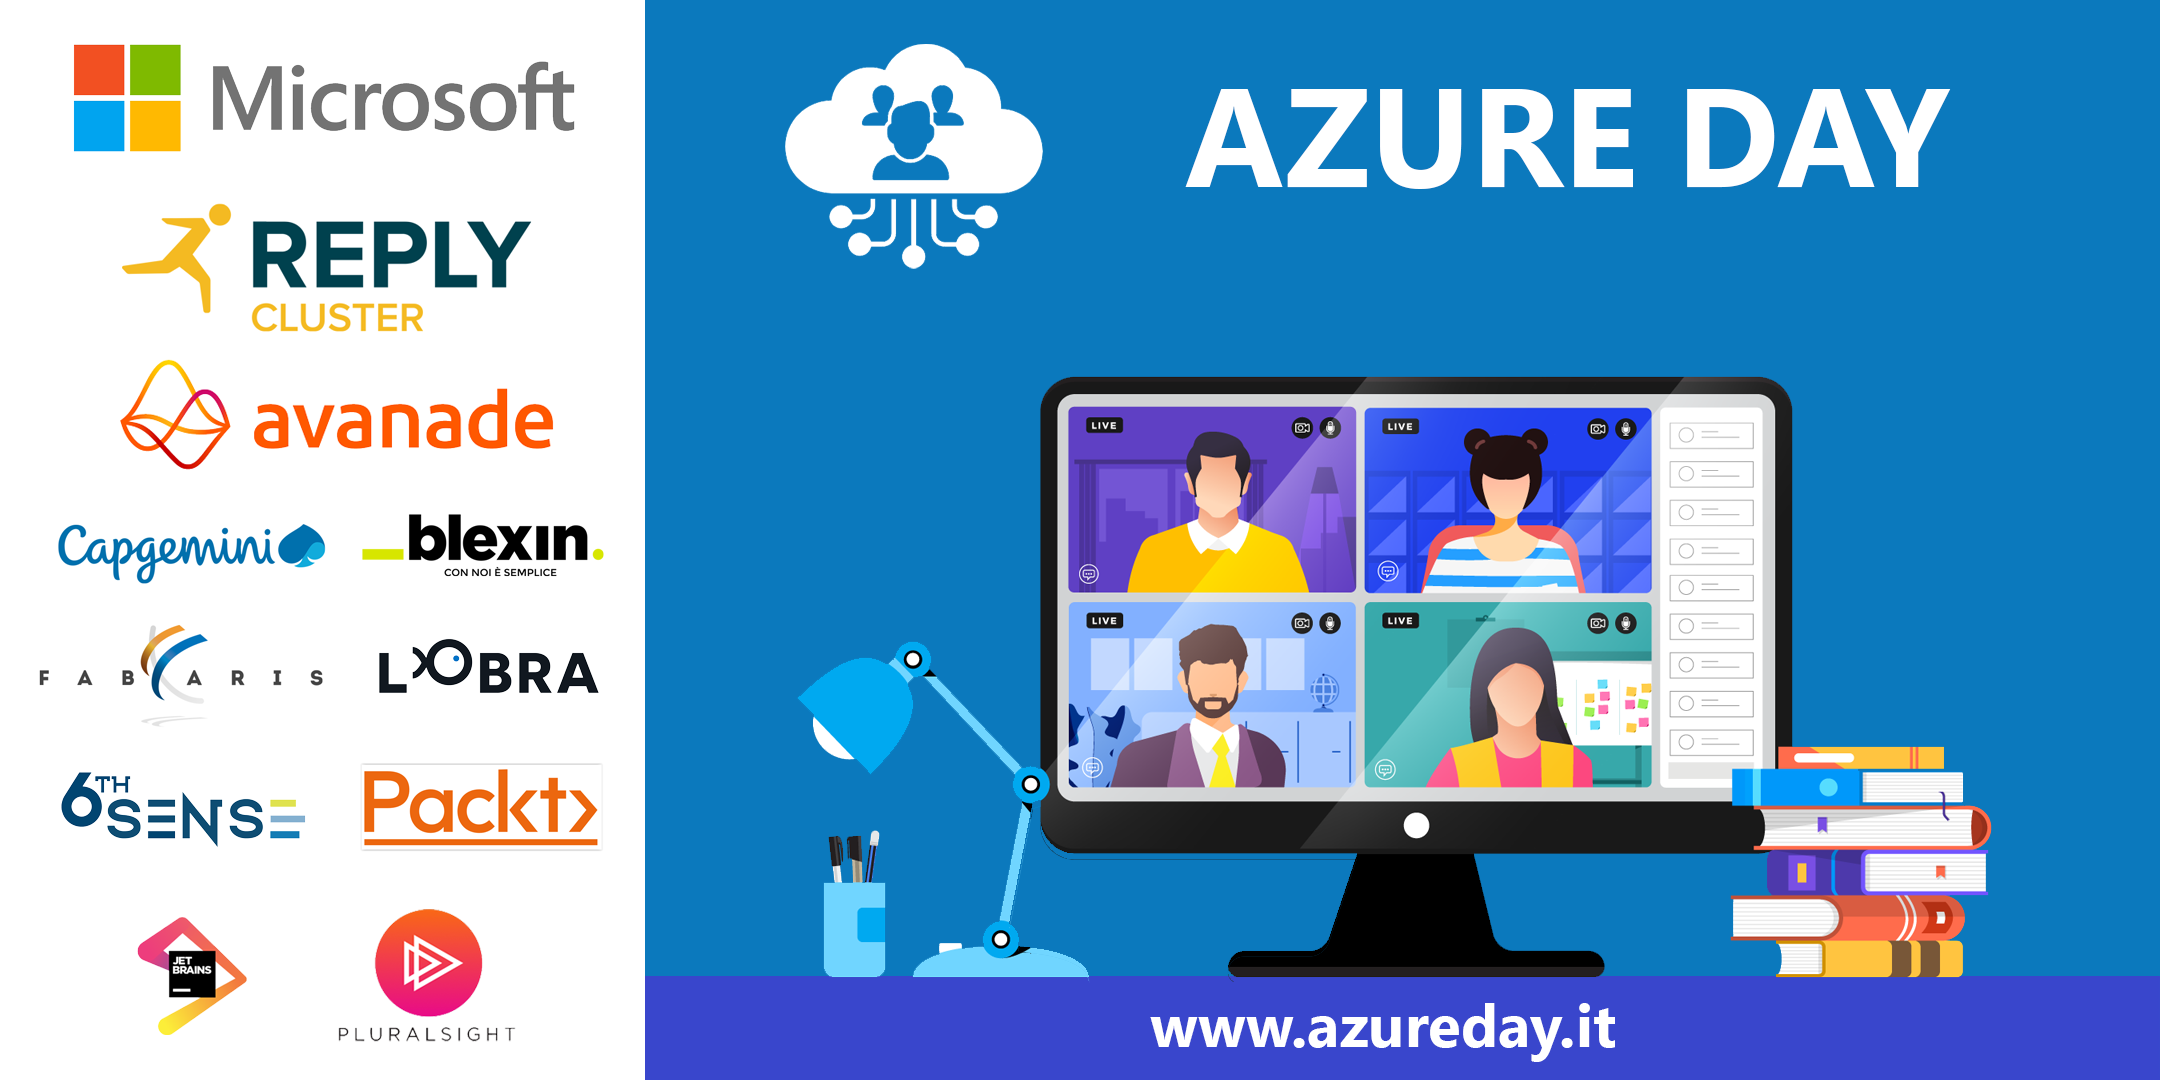 Microsoft
REPLY
CLUSTER
avanade
Capgemini
blexin.
CON NOI È SEMPLICE
FABARIS
LOBRA
6TH SENSE
Packt
JET
BRAINS
PLURALSIGHT
AZURE DAY
LIVE
LIVE
LIVE
LIVE
www.azureday.it